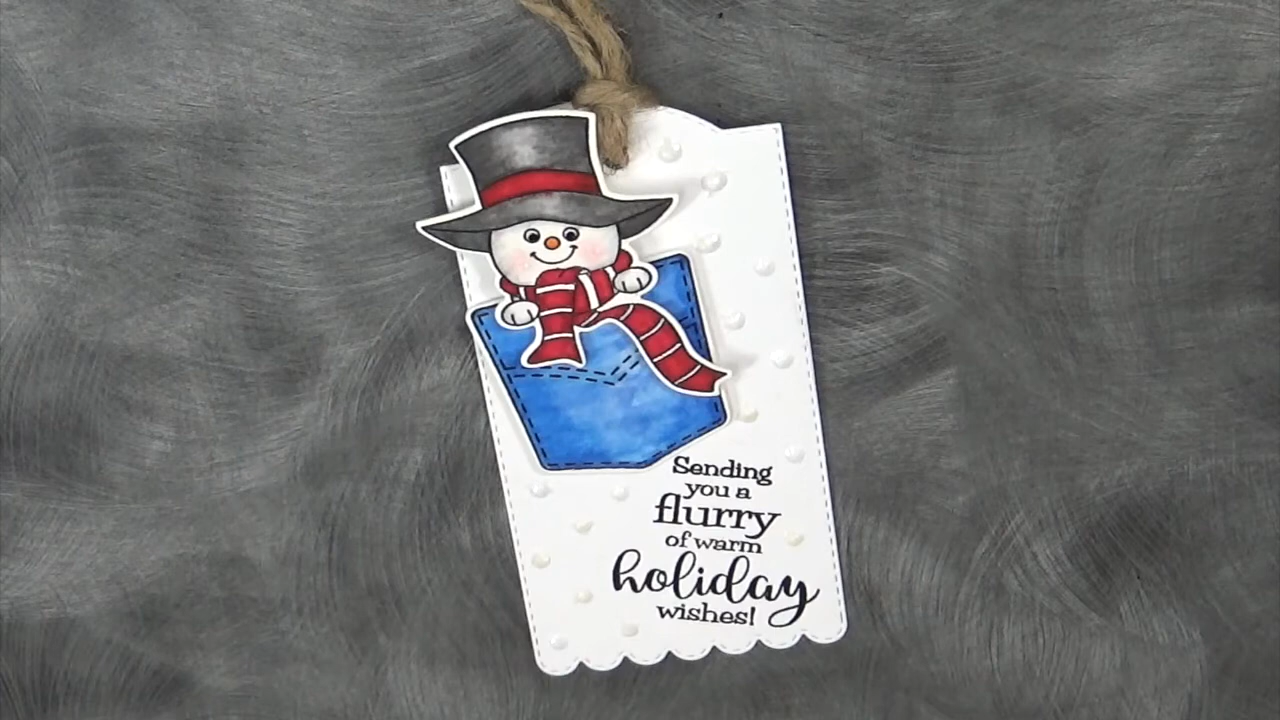 Sending
you a
flurry
of warm
holiday
wishes!